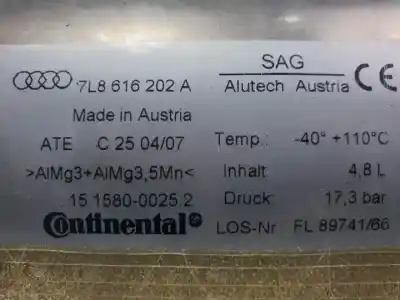 7L8 616 202 A
Made in Austria
ATE C 25 04/07
>AlMg3+AlMg3,5Mn<
15 1580-0025 2
Continental
SAG
Alutech Austria CE
Temp.: -40° +110°C
Inhalt: 4,8 L
Druck: 17,3 bar
LOS-Nr FL 89741/66